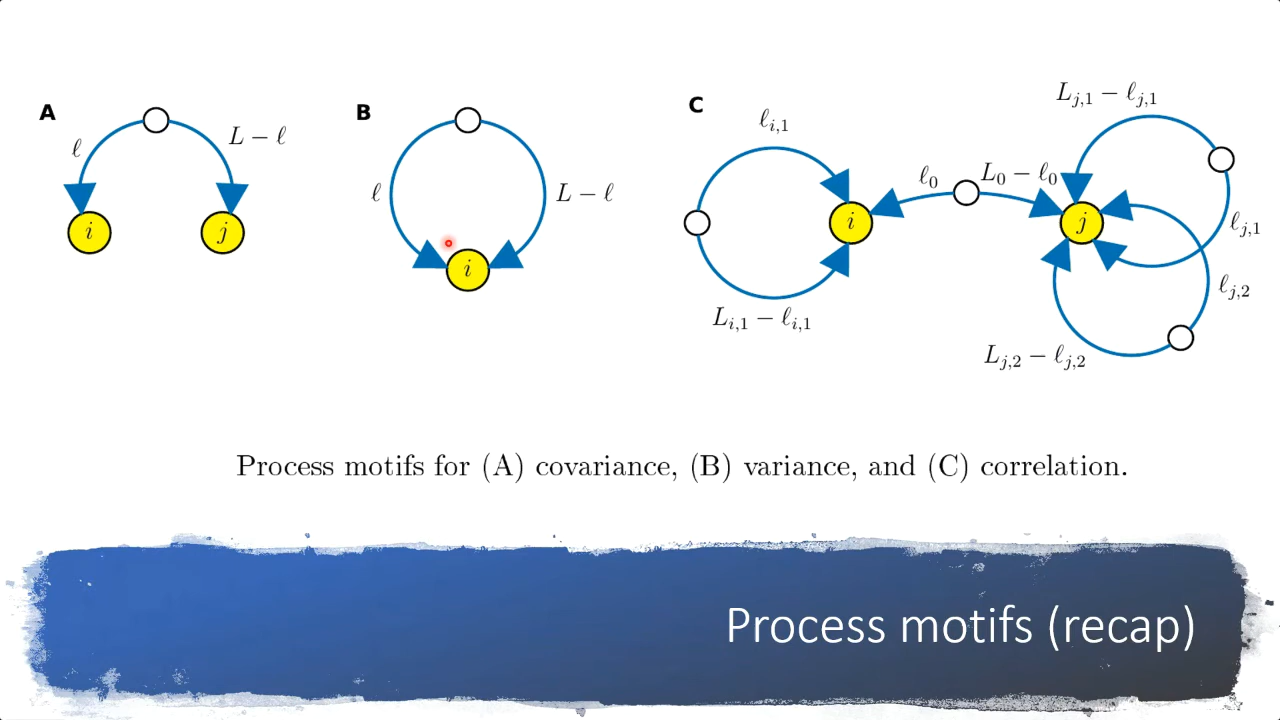 A
ℓ
L − ℓ
i
j
B
ℓ
L − ℓ
i
C
ℓ_{i,1}
L_{i,1} − ℓ_{i,1}
i
ℓ_0
L_0 − ℓ_0
j
L_{j,1} − ℓ_{j,1}
ℓ_{j,1}
ℓ_{j,2}
L_{j,2} − ℓ_{j,2}
Process motifs for (A) covariance, (B) variance, and (C) correlation.
Process motifs (recap)